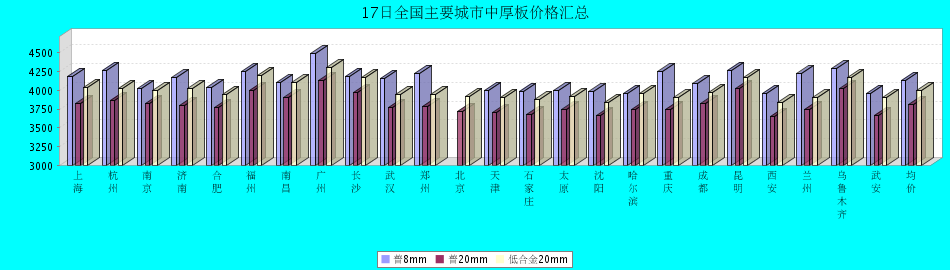 17日全国主要城市中厚板价格汇总
4500
4250
4000
3750
3500
3250
3000
上海 杭州 南京 济南 合肥 福州 南昌 广州 长沙 武汉 郑州 北京 天津 石家庄 太原 沈阳 哈尔滨 重庆 成都 昆明 西安 兰州 乌鲁木齐 武安 均价
普8mm 普20mm 低合金20mm